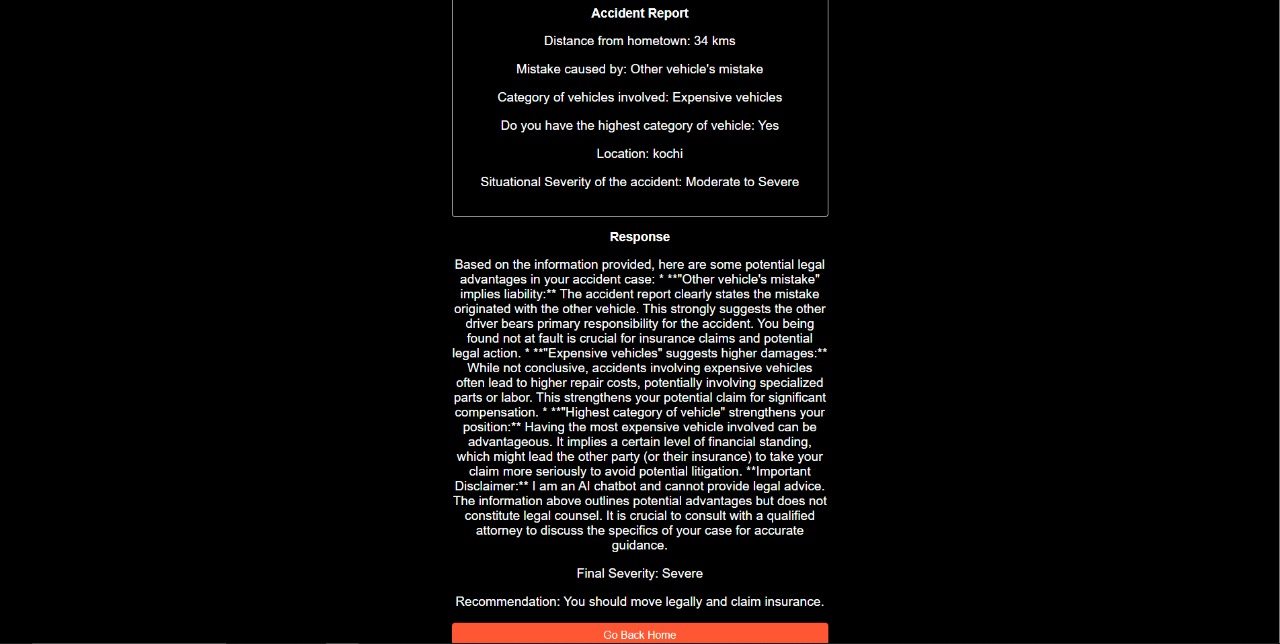 Accident Report
Distance from hometown: 34 kms
Mistake caused by: Other vehicle's mistake
Category of vehicles involved: Expensive vehicles
Do you have the highest category of vehicle: Yes
Location: kochi
Situational Severity of the accident: Moderate to Severe
Response
Based on the information provided, here are some potential legal
advantages in your accident case: * **"Other vehicle's mistake"
implies liability:** The accident report clearly states the mistake
originated with the other vehicle. This strongly suggests the other
driver bears primary responsibility for the accident. You being
found not at fault is crucial for insurance claims and potential
legal action. * **"Expensive vehicles" suggests higher damages:**
While not conclusive, accidents involving expensive vehicles
often lead to higher repair costs, potentially involving specialized
parts or labor. This strengthens your potential claim for significant
compensation. * **"Highest category of vehicle" strengthens your
position:** Having the most expensive vehicle involved can be
advantageous. It implies a certain level of financial standing,
which might lead the other party (or their insurance) to take your
claim more seriously to avoid potential litigation. **Important
Disclaimer:** I am an AI chatbot and cannot provide legal advice.
The information above outlines potential advantages but does not
constitute legal counsel. It is crucial to consult with a qualified
attorney to discuss the specifics of your case for accurate
guidance.
Final Severity: Severe
Recommendation: You should move legally and claim insurance.
Go Back Home